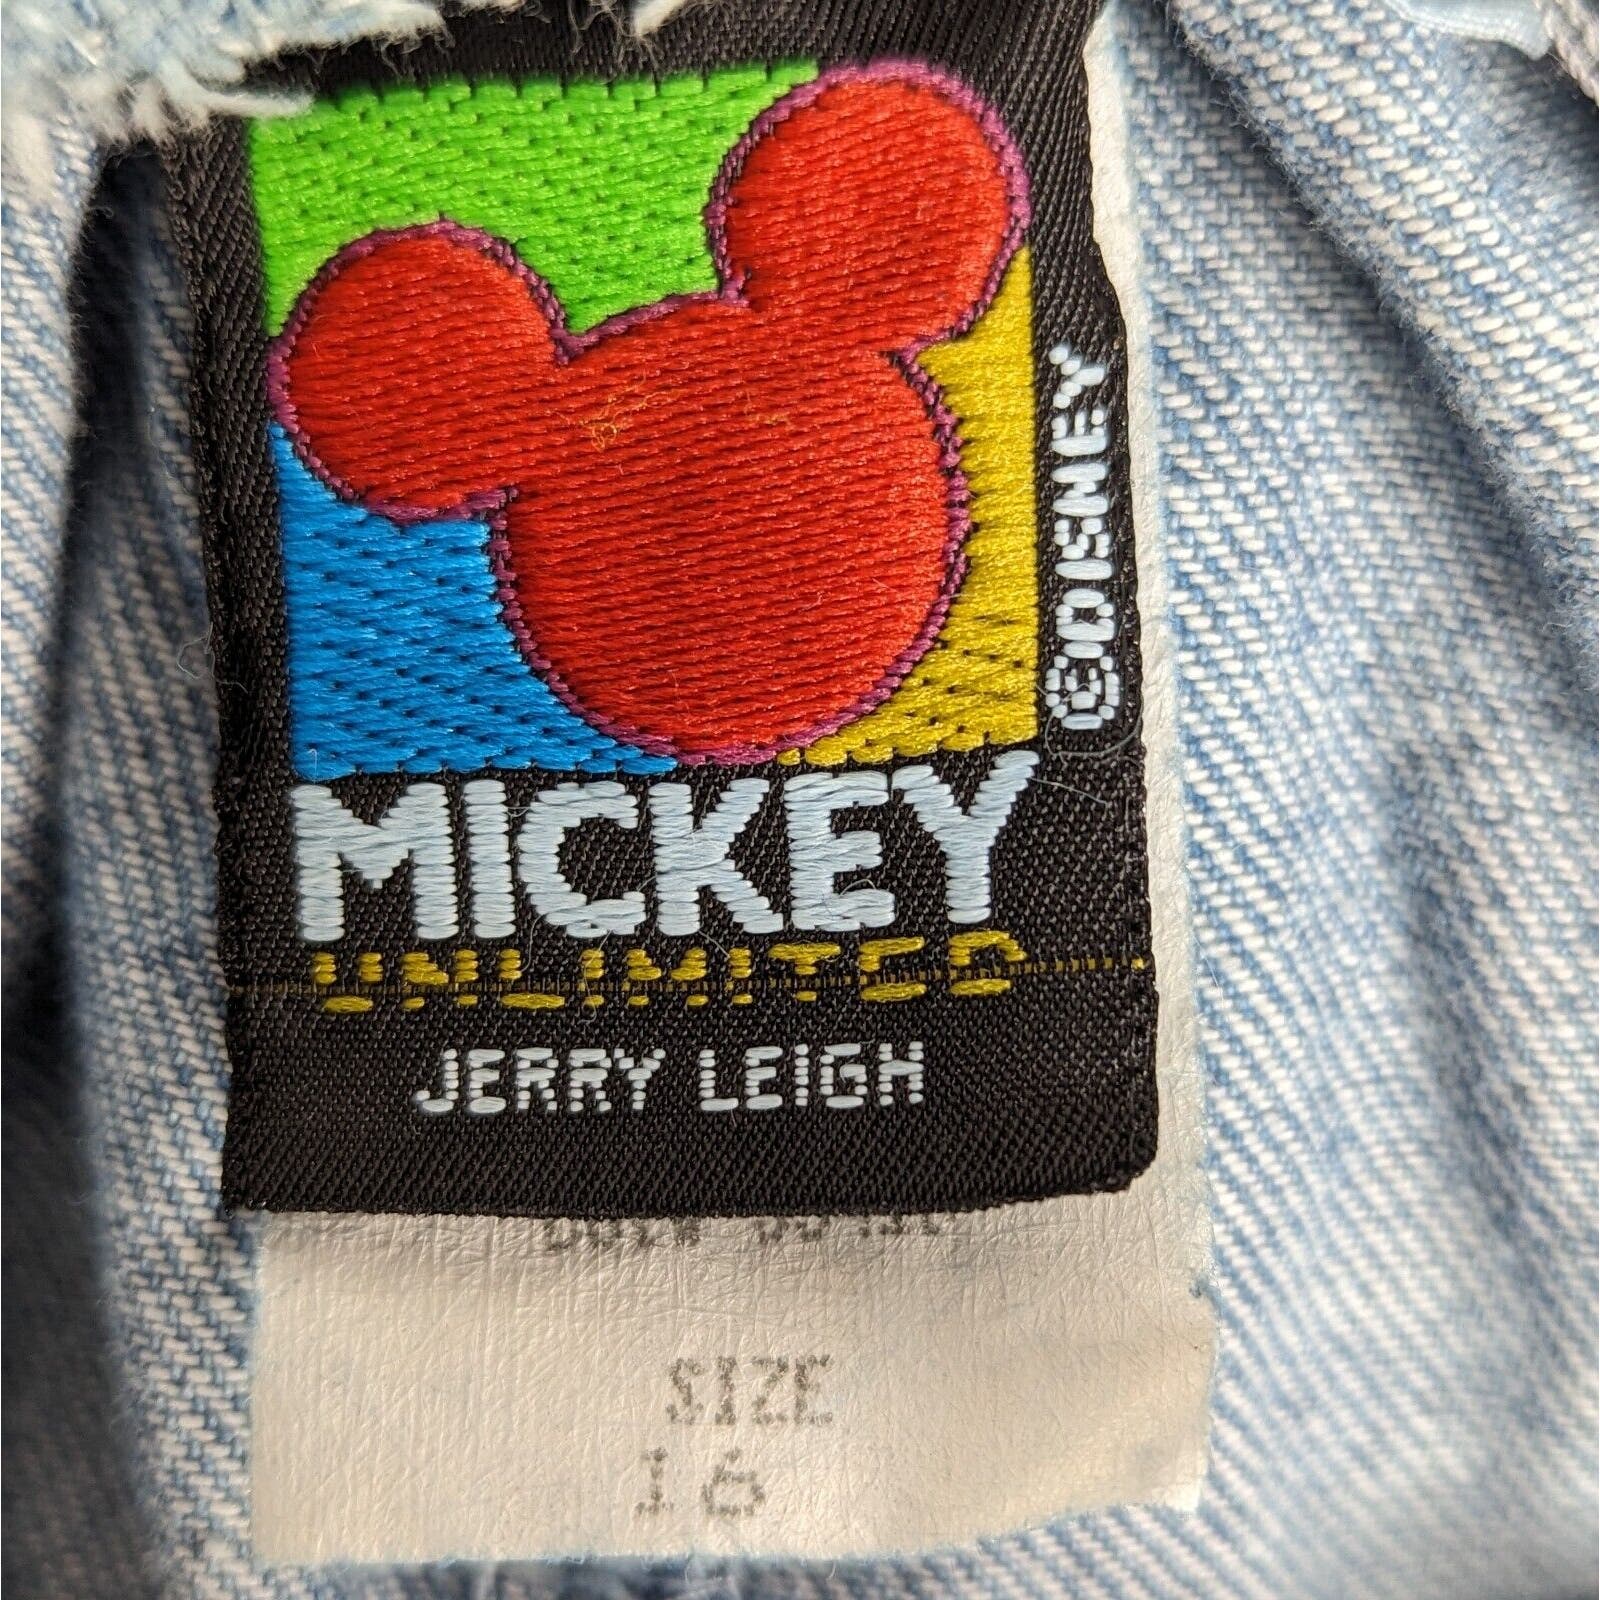 ©DISNEY
MICKEY
UNLIMITED
JERRY LEIGH
SIZE
16